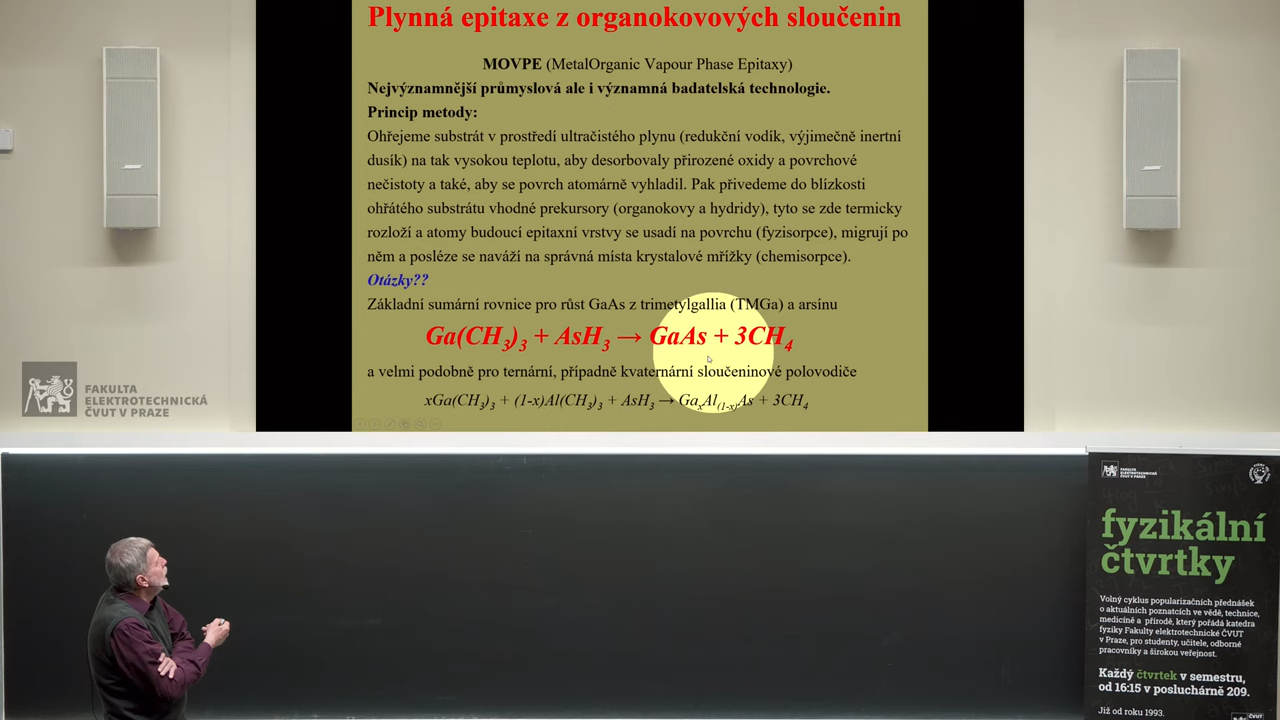 Plynná epitaxe z organokovových sloučenin
MOVPE (MetalOrganic Vapour Phase Epitaxy)
Nejvýznamnější průmyslová ale i významná badatelská technologie.
Princip metody:
Ohřejeme substrát v prostředí ultračistého plynu (redukční vodík, výjimečně inertní
dusík) na tak vysokou teplotu, aby desorbovaly přirozené oxidy a povrchové
nečistoty a také, aby se povrch atomárně vyhladil. Pak přivedeme do blízkosti
ohřátého substrátu vhodné prekursory (organokovy a hydridy), tyto se zde termicky
rozloží a atomy budoucí epitaxní vrstvy se usadí na povrchu (fyzisorpce), migrují po
něm a posléze se naváží na správná místa krystalové mřížky (chemisorpce).
Otázky??
Základní sumární rovnice pro růst GaAs z trimetylgallia (TMGa) a arsínu
Ga(CH3)3 + AsH3 → GaAs + 3CH4
a velmi podobně pro ternární, případně kvaternární sloučeninové polovodiče
xGa(CH3)3 + (1-x)Al(CH3)3 + AsH3 → GaxAl(1-x)As + 3CH4
FAKULTA
ELEKTROTECHNICKÁ
ČVUT V PRAZE
FAKULTA
ELEKTROTECHNICKÁ
ČVUT V PRAZE
fyzikální
čtvrtky
Volný cyklus popularizačních přednášek
o aktuálních poznatcích ve vědě, technice,
medicíně a přírodě, který pořádá katedra
fyziky Fakulty elektrotechnické ČVUT
v Praze, pro studenty, učitele, odborné
pracovníky a širokou veřejnost.
Každý čtvrtek v semestru,
od 16:15 v posluchárně 209.
Již od roku 1993.
ČVUT